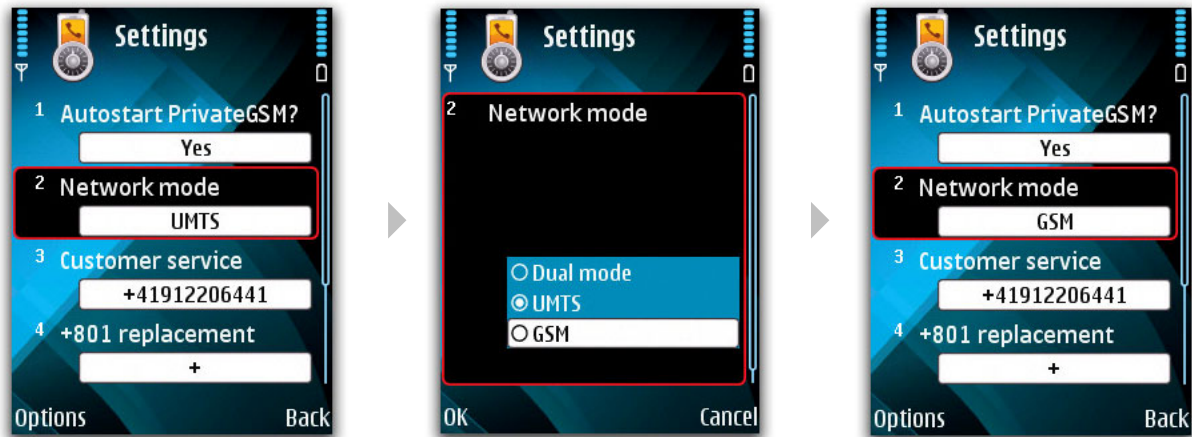 Settings
1 Autostart PrivateGSM?
Yes
2 Network mode
UMTS
3 Customer service
+41912206441
4 +801 replacement
+
Options Back
Settings
2 Network mode
Dual mode
UMTS
GSM
OK Cancel
Settings
1 Autostart PrivateGSM?
Yes
2 Network mode
GSM
3 Customer service
+41912206441
4 +801 replacement
+
Options Back